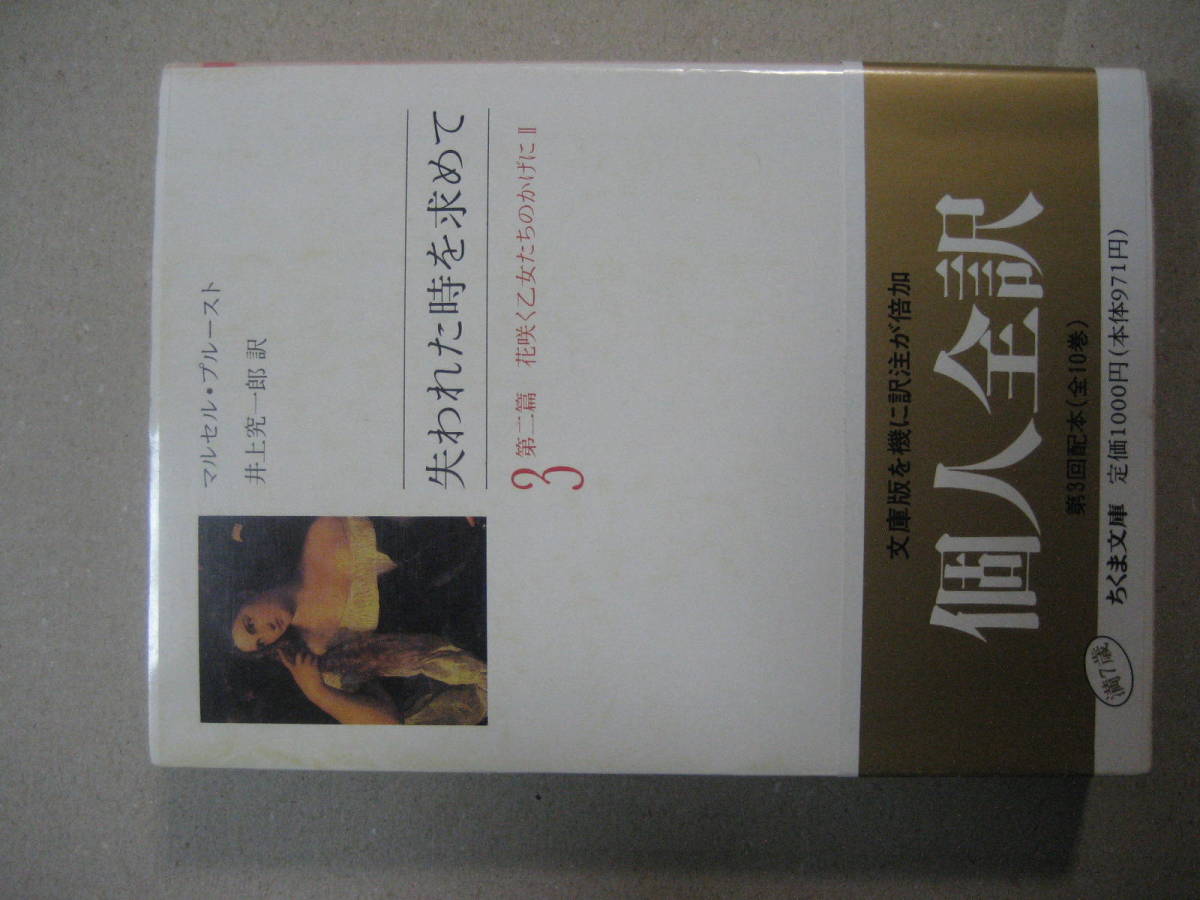 マルセル・プルースト
井上究一郎 訳
失われた時を求めて
3 第二篇 花咲く乙女たちのかげにⅡ
文庫版を機に訳注が倍加
個人全訳
第3回配本(全10巻)
満7歳
ちくま文庫 定価1000円(本体971円)